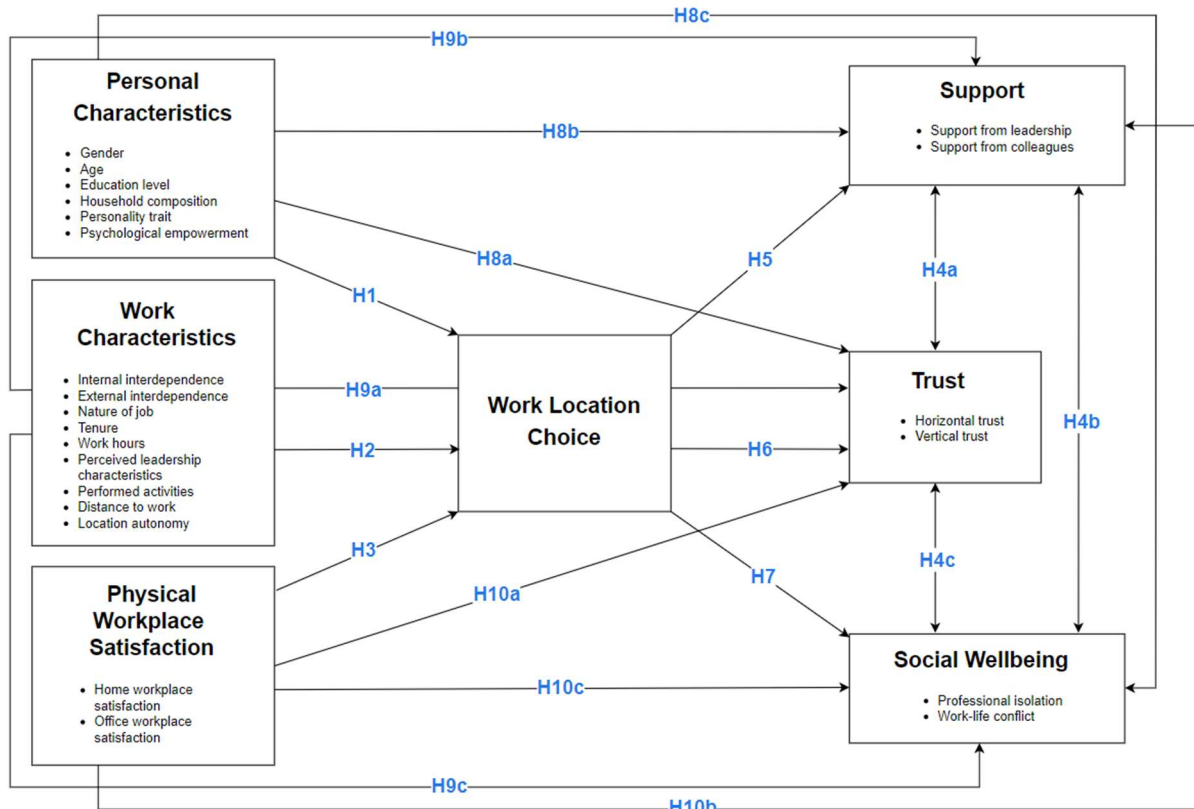 H8c
H9b
Personal
Characteristics
• Gender
• Age
• Education level
• Household composition
• Personality trait
• Psychological empowerment
Support
• Support from leadership
• Support from colleagues
H8b
H8a
H5
H4a
H1
Work
Characteristics
• Internal interdependence
• External interdependence
• Nature of job
• Tenure
• Work hours
• Perceived leadership
characteristics
• Performed activities
• Distance to work
• Location autonomy
H9a
H2
Work Location
Choice
H6
Trust
• Horizontal trust
• Vertical trust
H4b
H3
H10a
H7
H4c
Physical
Workplace
Satisfaction
• Home workplace
satisfaction
• Office workplace
satisfaction
H10c
Social Wellbeing
• Professional isolation
• Work-life conflict
H9c
H10b